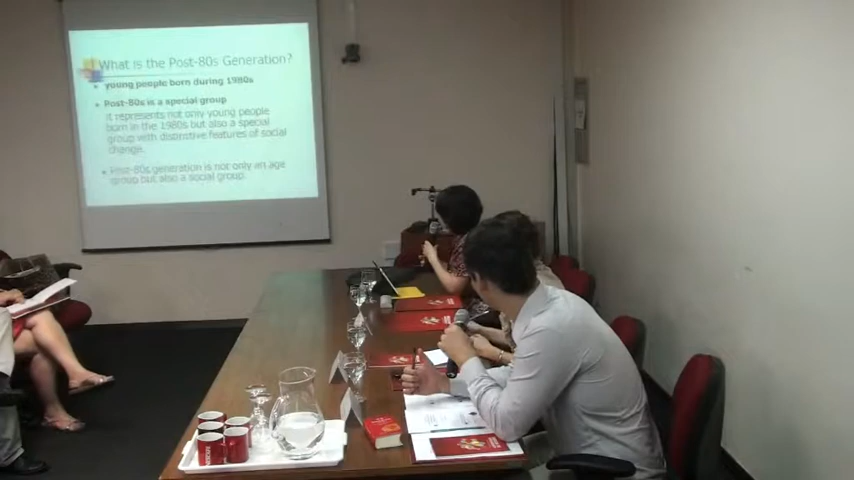 What is the Post-80s Generation?
young people born during 1980s
Post-80s is a special group
it represents not only young people
born in the 1980s but also a special
group with distinctive features of social
change.
Post-80s generation is not only an age
group but also a social group.